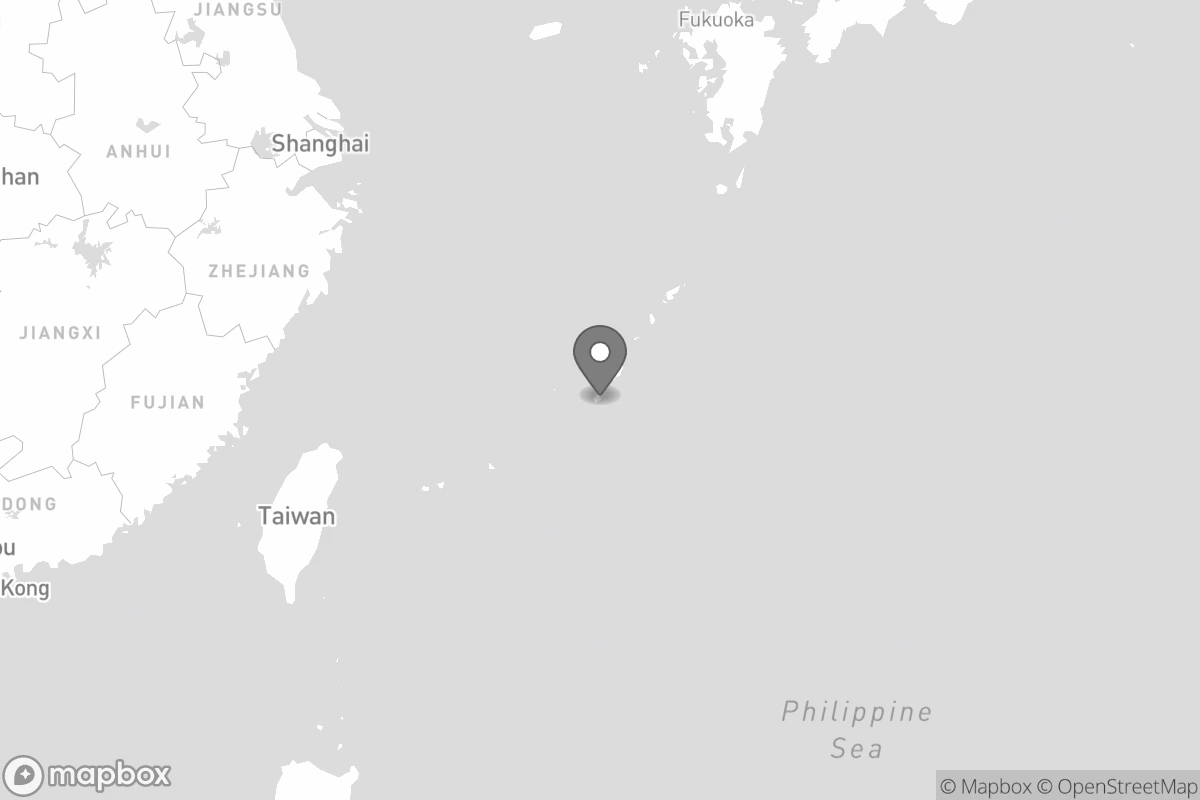 JIANGSU
Fukuoka
Shanghai
ANHUI
han
ZHEJIANG
JIANGXI
FUJIAN
DONG
Taiwan
ou
Kong
Philippine
Sea
mapbox
© Mapbox © OpenStreetMap